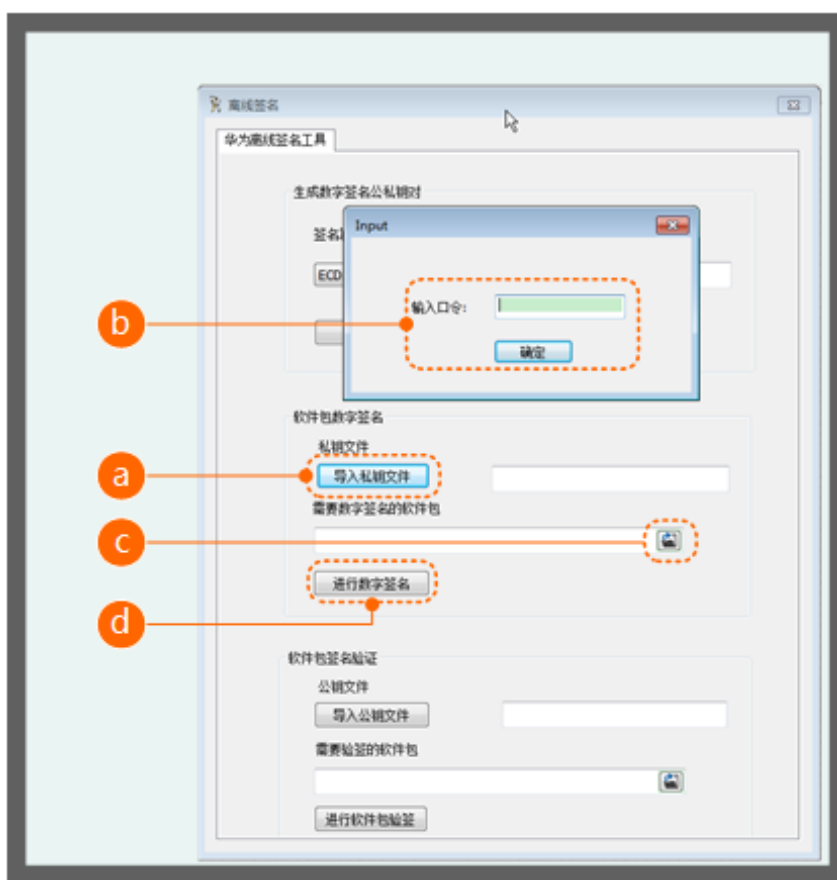 离线签名
华为离线签名工具
生成数字签名公私钥对
签名
Input
ECD
b
输入口令:
确定
软件包数字签名
私钥文件
a
导入私钥文件
需要数字签名的软件包
c
进行数字签名
d
软件包签名验证
公钥文件
导入公钥文件
需要验签的软件包
进行软件包验签